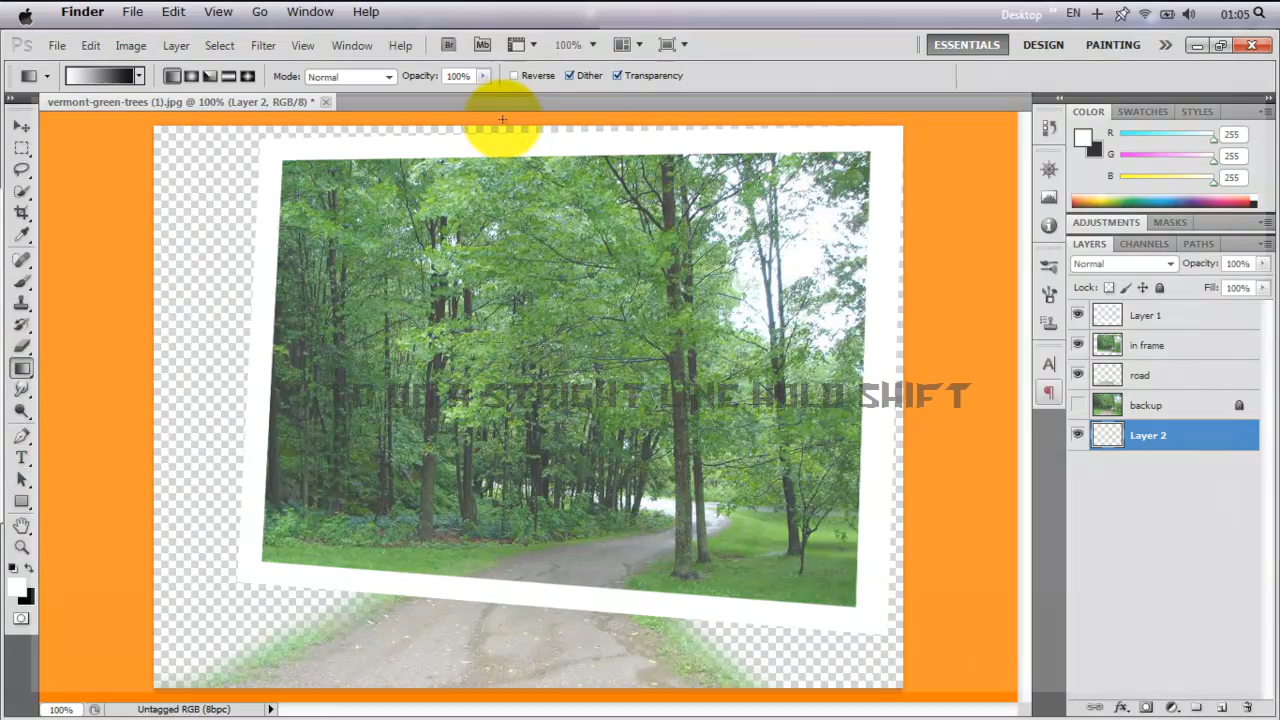 Finder File Edit View Go Window Help Desktop EN 01:05
Ps File Edit Image Layer Select Filter View Window Help Br Mb 100% ESSENTIALS DESIGN PAINTING
Mode: Normal Opacity: 100% Reverse Dither Transparency
vermont-green-trees (1).jpg @ 100% (Layer 2, RGB/8) *
COLOR SWATCHES STYLES
R 255
G 255
B 255
ADJUSTMENTS MASKS
LAYERS CHANNELS PATHS
Normal Opacity: 100%
Lock: Fill: 100%
Layer 1
in frame
road
backup
Layer 2
HOLD SHIFT
100% Untagged RGB (8bpc)